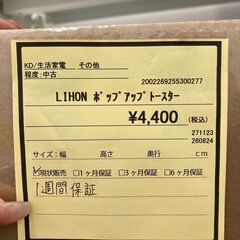 KD/生活家電 その他
程度:中古
2002269255300277
LIHON ポップアップトースター
¥4,400 (税込)
271123
260824
サイズ:幅 高さ 奥行 cm
☑現状販売 □1ヶ月保証 □3ヶ月保証 □6ヶ月保証
1週間保証